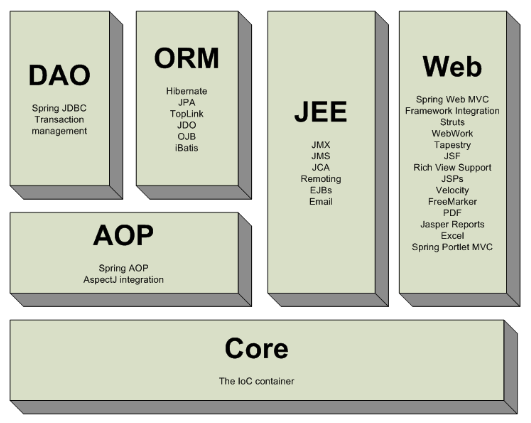 DAO
Spring JDBC
Transaction
management
ORM
Hibernate
JPA
TopLink
JDO
OJB
iBatis
JEE
JMX
JMS
JCA
Remoting
EJBs
Email
Web
Spring Web MVC
Framework Integration
Struts
WebWork
Tapestry
JSF
Rich View Support
JSPs
Velocity
FreeMarker
PDF
Jasper Reports
Excel
Spring Portlet MVC
AOP
Spring AOP
AspectJ integration
Core
The IoC container